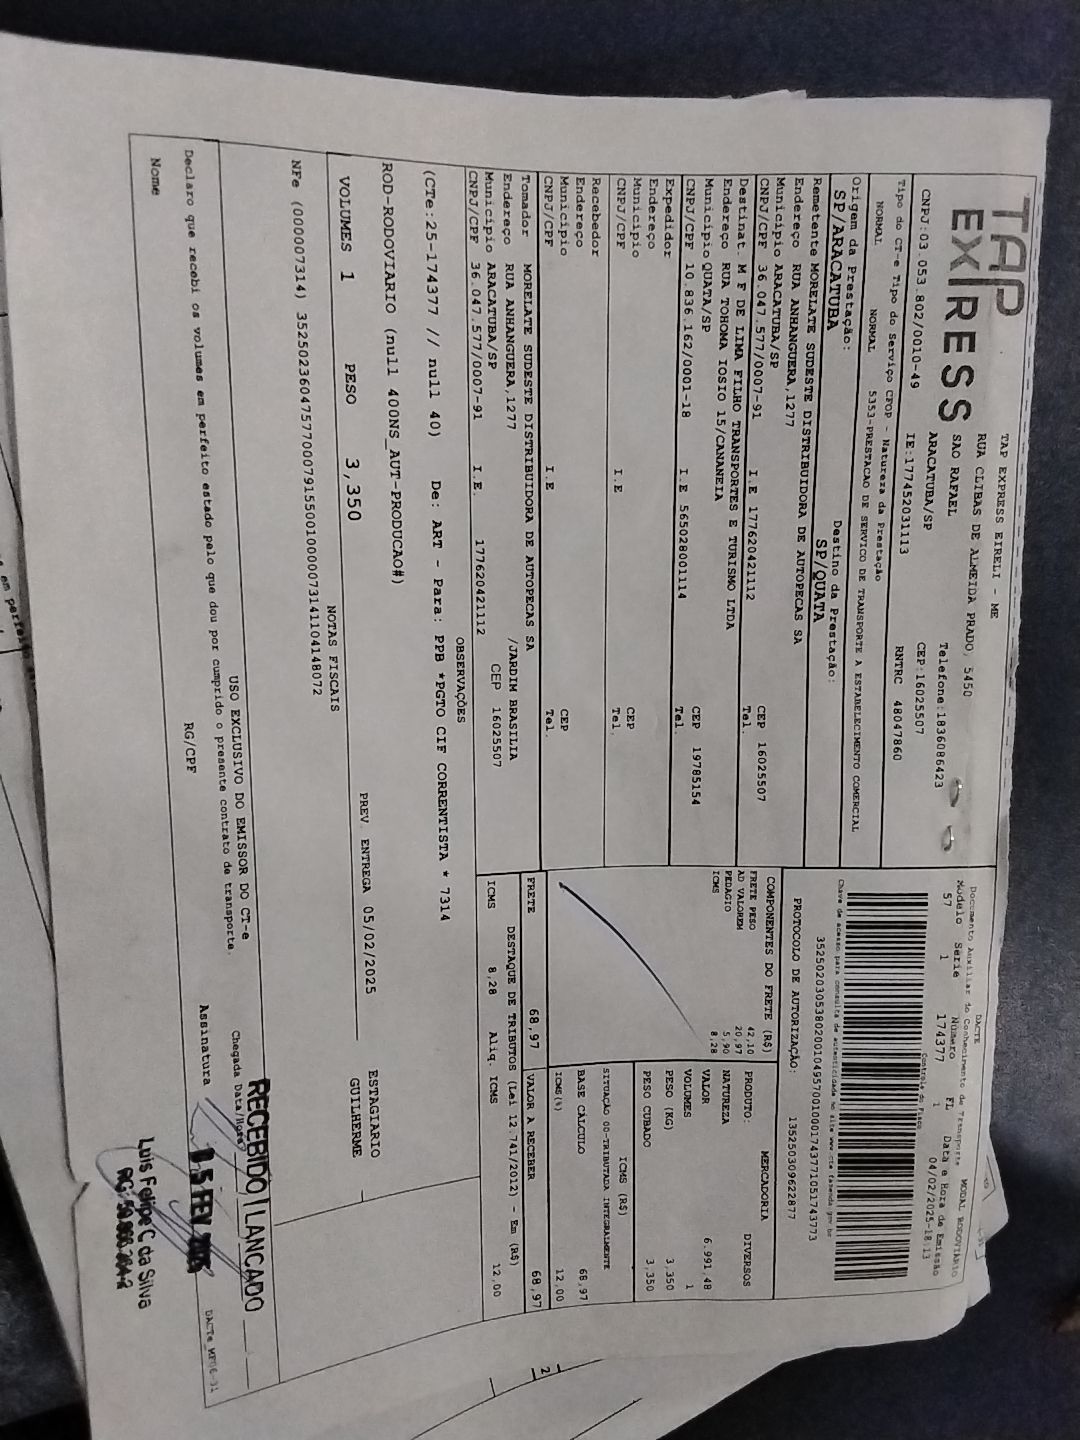 TAP
EXPRESS
TAP EXPRESS EIRELI - ME
RUA CLIBAS DE ALMEIDA PRADO, 5450
SAO RAFAEL
ARACATUBA/SP
Telefone:1836086423
CEP:16025507
CNPJ:03.053.802/0010-49
IE:177452031113
RNTRC 48047860
Tipo do CT-e Tipo do Serviço CFOP - Natureza da Prestação
NORMAL NORMAL 5353-PRESTACAO DE SERVICO DE TRANSPORTE A ESTABELECIMENTO COMERCIAL
Origem da Prestação: Destino da Prestação:
SP/ARACATUBA SP/QUATA
Remetente MORELATE SUDESTE DISTRIBUIDORA DE AUTOPECAS SA
Endereço RUA ANHANGUERA,1277
Município ARACATUBA/SP CEP 16025507
CNPJ/CPF 36.047.577/0007-91 I.E 177620421112 Tel.
Destinat. M F DE LIMA FILHO TRANSPORTES E TURISMO LTDA
Endereço RUA TOHOMA IOSIO 15/CANANEIA
Município QUATA/SP CEP 19785154
CNPJ/CPF 10.836.162/0001-18 I.E 565028001114 Tel.
Expedidor
Endereço
Município CEP
CNPJ/CPF I.E Tel.
Recebedor
Endereço
Município CEP
CNPJ/CPF I.E Tel.
Tomador MORELATE SUDESTE DISTRIBUIDORA DE AUTOPECAS SA
Endereço RUA ANHANGUERA,1277 /JARDIM BRASILIA
Município ARACATUBA/SP CEP 16025507
CNPJ/CPF 36.047.577/0007-91 I.E. 177620421112
DACTE
Documento Auxiliar do Conhecimento de Transporte MODAL RODOVIÁRIO
Modelo Série Número FL Data e Hora de Emissão
57 1 174377 1 04/02/2025-18:13
Controle do Fisco
Chave de acesso para consulta de autenticidade no site www.cte.fazenda.gov.br
35250203053802001049570010001743771051743773
PROTOCOLO DE AUTORIZAÇÃO: 135250309622877
COMPONENTES DO FRETE (R$)
FRETE PESO 42,10
AD VALOREM 20,97
PEDAGIO 5,90
ICMS 8,28
MERCADORIA
PRODUTO: DIVERSOS
NATUREZA
VALOR 6.991,48
VOLUMES 1
PESO (KG) 3,350
PESO CUBADO 3,350
ICMS (R$)
SITUAÇÃO 00-TRIBUTADA INTEGRALMENTE
BASE CÁLCULO 68,97
ICMS(%) 12,00
FRETE 68,97 VALOR A RECEBER 68,97
DESTAQUE DE TRIBUTOS (Lei 12.741/2012) - Em (R$)
ICMS 8,28 Aliq. ICMS 12,00
OBSERVAÇÕES
(CTe:25-174377 // null 40) De: ART - Para: PPB *PGTO CIF CORRENTISTA * 7314
ROD-RODOVIARIO (null 400NS_AUT-PRODUCAO#)
VOLUMES 1 PESO 3,350 PREV. ENTREGA 05/02/2025 ESTAGIARIO
GUILHERME
NOTAS FISCAIS
NFe (000007314) 35250236047577000791550010000073141104148072
USO EXCLUSIVO DO EMISSOR DO CT-e
Declaro que recebi os volumes em perfeito estado pelo que dou por cumprido o presente contrato de transporte.
Chegada Data/Hora
Nome RG/CPF Assinatura
RECEBIDO | LANCADO
FEV
Luis Felipe C da Silva
DACTe_MF06-31